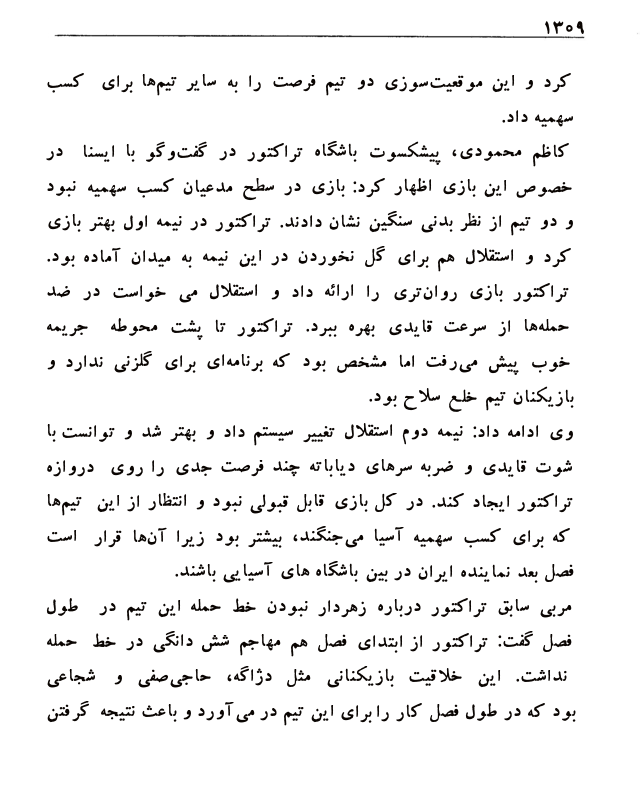 ۱۳۰۹
کرد و این موقعیت‌سوزی دو تیم فرصت را به سایر تیم‌ها برای کسب
سهمیه داد.
کاظم محمودی، پیشکسوت باشگاه تراکتور در گفت‌وگو با ایسنا در
خصوص این بازی اظهار کرد: بازی در سطح مدعیان کسب سهمیه نبود
و دو تیم از نظر بدنی سنگین نشان دادند. تراکتور در نیمه اول بهتر بازی
کرد و استقلال هم برای گل نخوردن در این نیمه به میدان آماده بود.
تراکتور بازی روان‌تری را ارائه داد و استقلال می خواست در ضد
حمله‌ها از سرعت قایدی بهره ببرد. تراکتور تا پشت محوطه جریمه
خوب پیش می‌رفت اما مشخص بود که برنامه‌ای برای گلزنی ندارد و
بازیکنان تیم خلع سلاح بود.
وی ادامه داد: نیمه دوم استقلال تغییر سیستم داد و بهتر شد و توانست با
شوت قایدی و ضربه سرهای دیاباته چند فرصت جدی را روی دروازه
تراکتور ایجاد کند. در کل بازی قابل قبولی نبود و انتظار از این تیم‌ها
که برای کسب سهمیه آسیا می‌جنگند، بیشتر بود زیرا آن‌ها قرار است
فصل بعد نماینده ایران در بین باشگاه های آسیایی باشند.
مربی سابق تراکتور درباره زهردار نبودن خط حمله این تیم در طول
فصل گفت: تراکتور از ابتدای فصل هم مهاجم شش دانگی در خط حمله
نداشت. این خلاقیت بازیکنانی مثل دژاگه، حاجی‌صفی و شجاعی
بود که در طول فصل کار را برای این تیم در می‌آورد و باعث نتیجه گرفتن